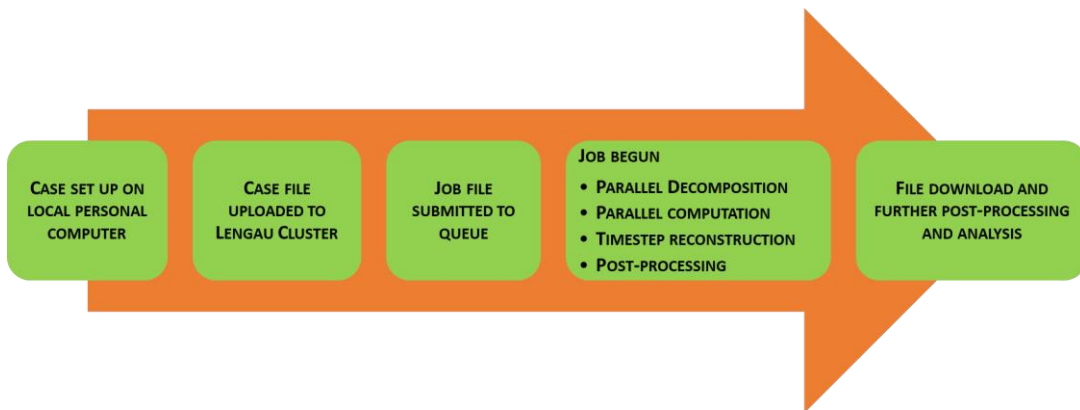 CASE SET UP ON
LOCAL PERSONAL
COMPUTER
CASE FILE
UPLOADED TO
LENGAU CLUSTER
JOB FILE
SUBMITTED TO
QUEUE
JOB BEGUN
• PARALLEL DECOMPOSITION
• PARALLEL COMPUTATION
• TIMESTEP RECONSTRUCTION
• POST-PROCESSING
FILE DOWNLOAD AND
FURTHER POST-PROCESSING
AND ANALYSIS